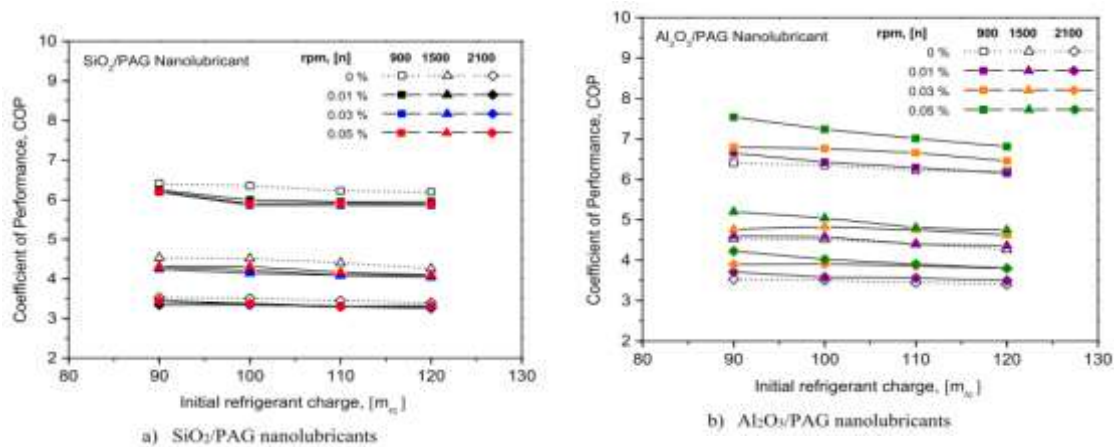 a)
SiO2/PAG Nanolubricant
rpm, [n] 900 1500 2100
0 %
0.01 %
0.03 %
0.05 %
10
9
8
7
6
5
4
3
2
Coefficient of Performance, COP
80 90 100 110 120 130
Initial refrigerant charge, [m
a) SiO2/PAG nanolubricants
b)
Al2O3/PAG Nanolubricant
rpm, [n] 900 1500 2100
0 %
0.01 %
0.03 %
0.05 %
10
9
8
7
6
5
4
3
2
Coefficient of Performance, COP
80 90 100 110 120 130
Initial refrigerant charge, [m
b) Al2O3/PAG nanolubricants